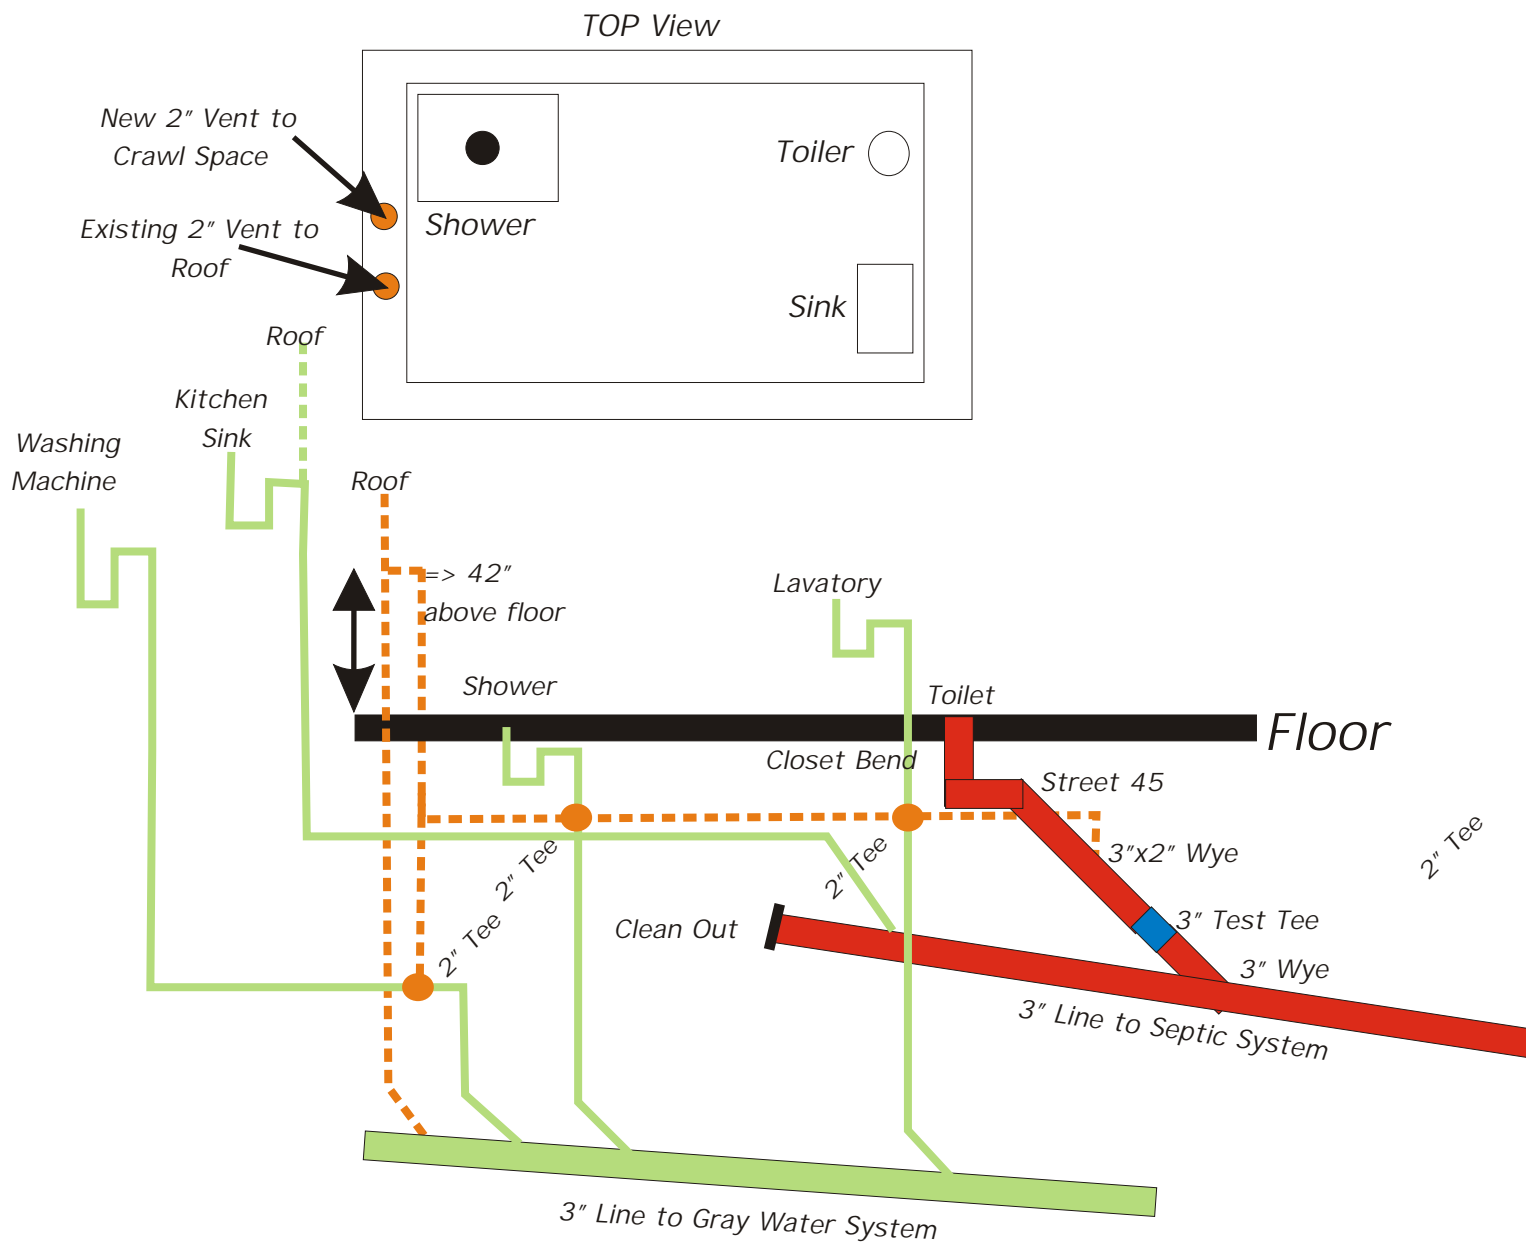 TOP View
New 2" Vent to
Crawl Space
Toiler
Shower
Existing 2" Vent to
Roof
Sink
Roof
Kitchen
Sink
Washing
Machine
Roof
=> 42"
above floor
Lavatory
Shower
Toilet
Floor
Closet Bend
Street 45
2" Tee
2" Tee
2" Tee
3"x2" Wye
2" Tee
Clean Out
3" Test Tee
3" Wye
3" Line to Septic System
3" Line to Gray Water System